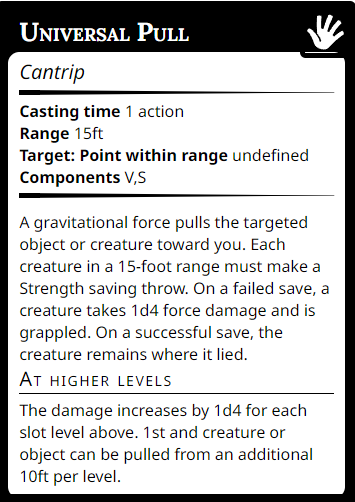 Universal Pull
Cantrip
Casting time 1 action
Range 15ft
Target: Point within range undefined
Components V,S
A gravitational force pulls the targeted
object or creature toward you. Each
creature in a 15-foot range must make a
Strength saving throw. On a failed save, a
creature takes 1d4 force damage and is
grappled. On a successful save, the
creature remains where it lied.
At higher levels
The damage increases by 1d4 for each
slot level above. 1st and creature or
object can be pulled from an additional
10ft per level.